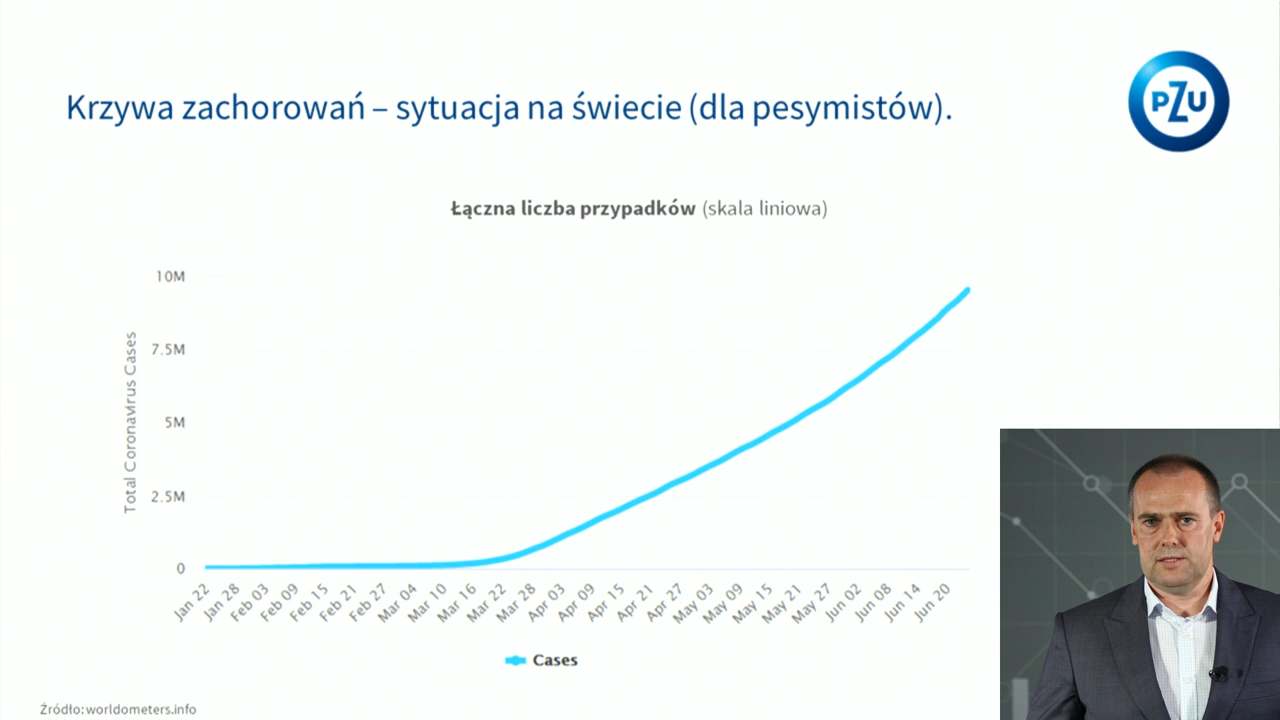 Krzywa zachorowań – sytuacja na świecie (dla pesymistów).
PZU
Łączna liczba przypadków (skala liniowa)
Total Coronavirus Cases
10M
7.5M
5M
2.5M
0
Jan 22
Jan 28
Feb 03
Feb 09
Feb 15
Feb 21
Feb 27
Mar 04
Mar 10
Mar 16
Mar 22
Mar 28
Apr 03
Apr 09
Apr 15
Apr 21
Apr 27
May 03
May 09
May 15
May 21
May 27
Jun 02
Jun 08
Jun 14
Jun 20
Cases
Źródło: worldometers.info